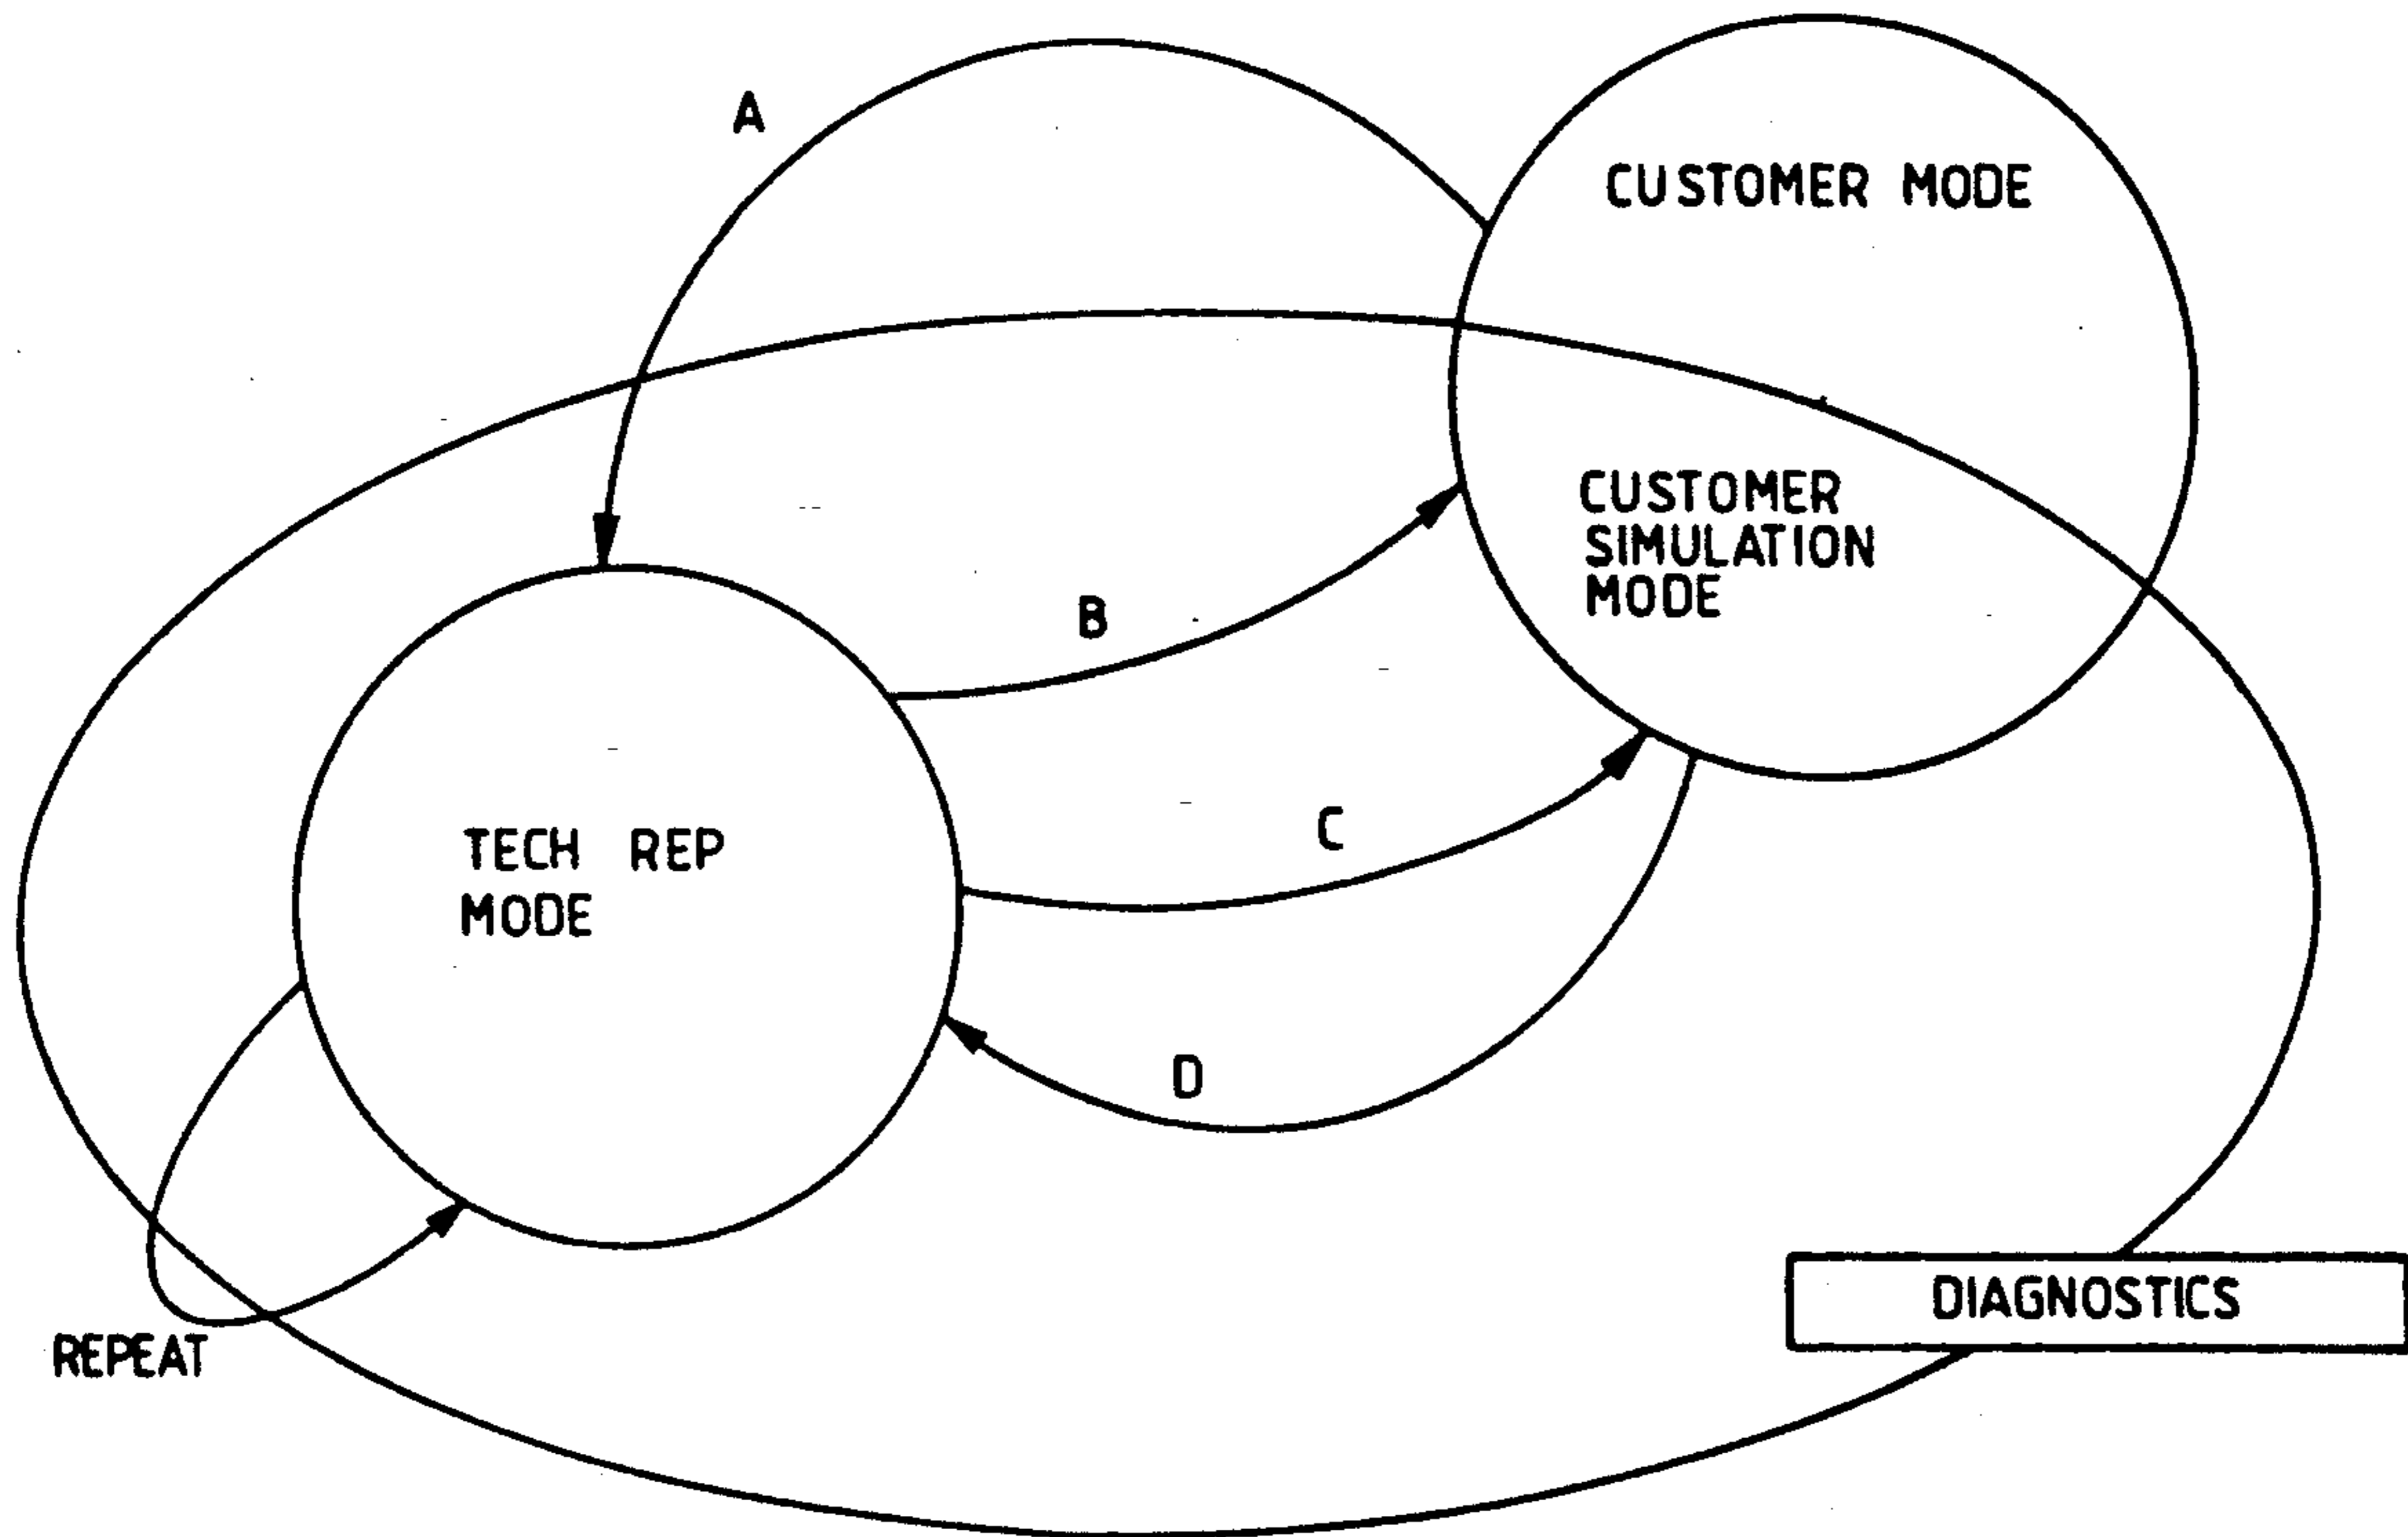 A
CUSTOMER MODE
CUSTOMER
SIMULATION
MODE
B
TECH REP
MODE
C
D
REPEAT
DIAGNOSTICS